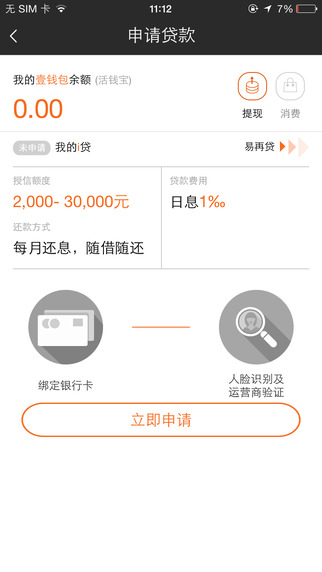 无 SIM 卡 11:12 7%
申请贷款
我的壹钱包余额 (活钱宝)
0.00
提现 消费
未申请 我的i贷 易再贷
授信额度 贷款费用
2,000- 30,000元 日息1‰
还款方式
每月还息，随借随还
绑定银行卡 人脸识别及
运营商验证
立即申请